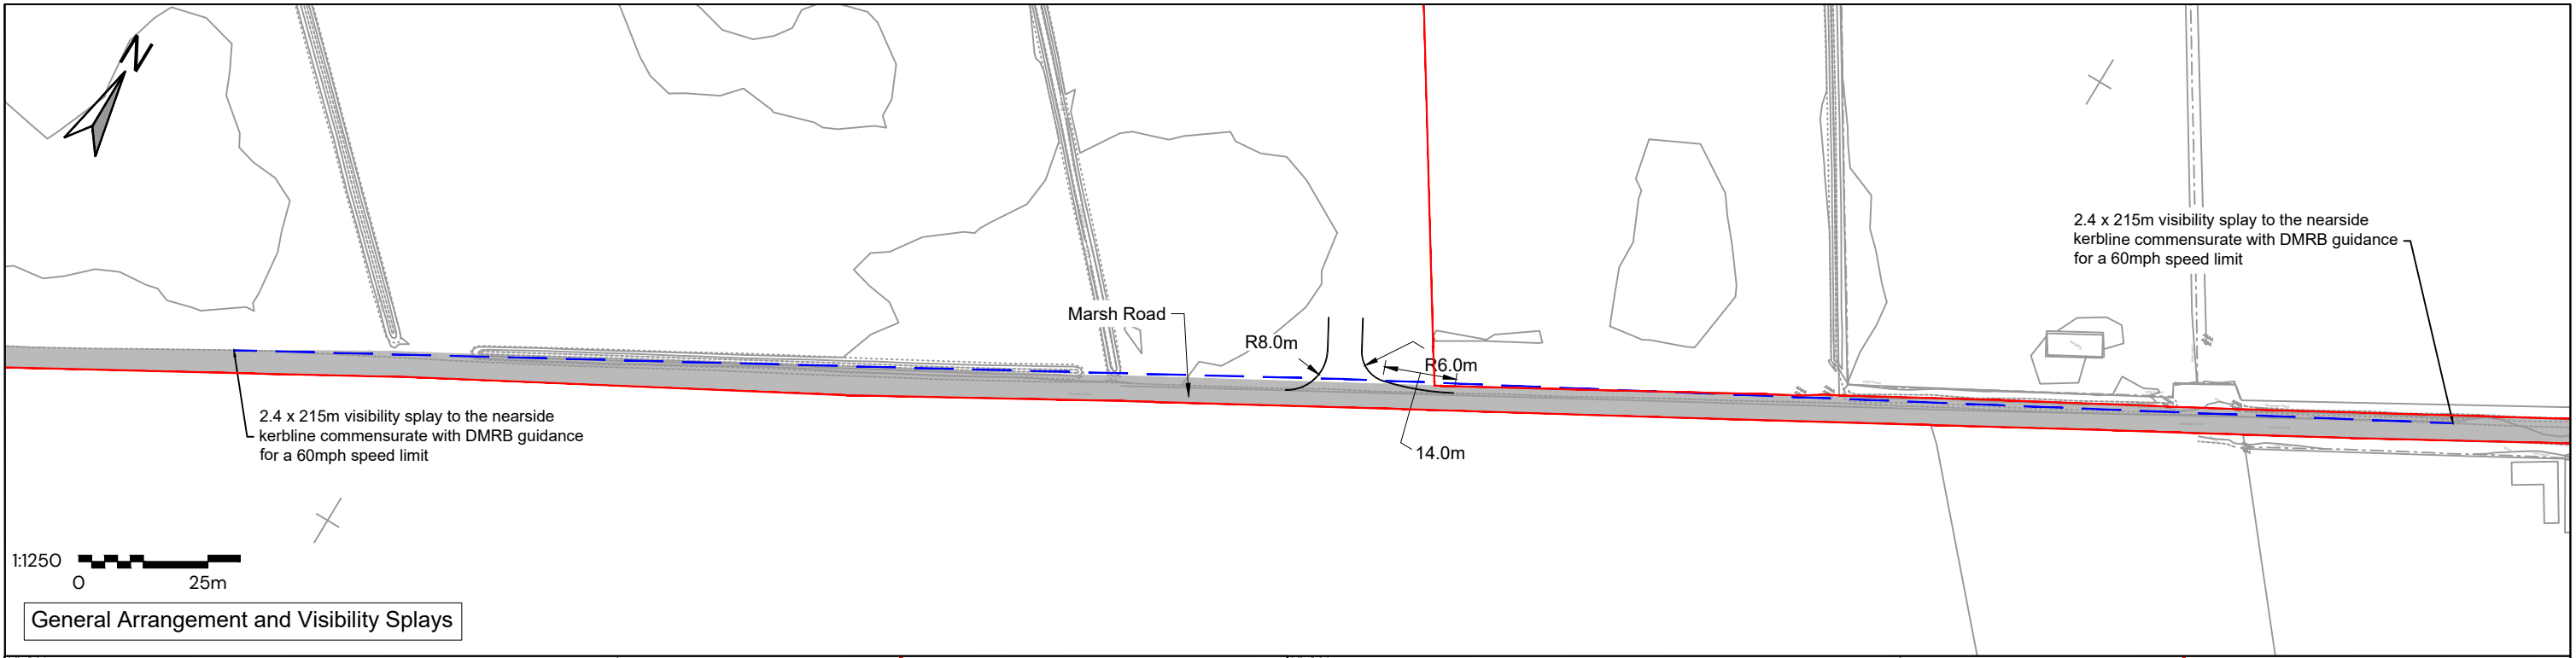 N
2.4 x 215m visibility splay to the nearside
kerbline commensurate with DMRB guidance
for a 60mph speed limit
Marsh Road
R8.0m
R6.0m
14.0m
2.4 x 215m visibility splay to the nearside
kerbline commensurate with DMRB guidance
for a 60mph speed limit
1:1250
0 25m
General Arrangement and Visibility Splays